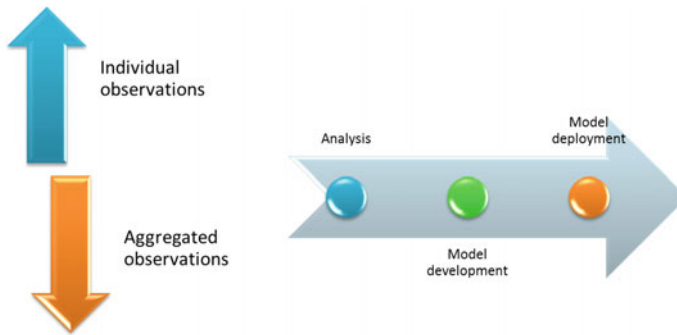 Individual
observations
Aggregated
observations
Analysis
Model
development
Model
deployment